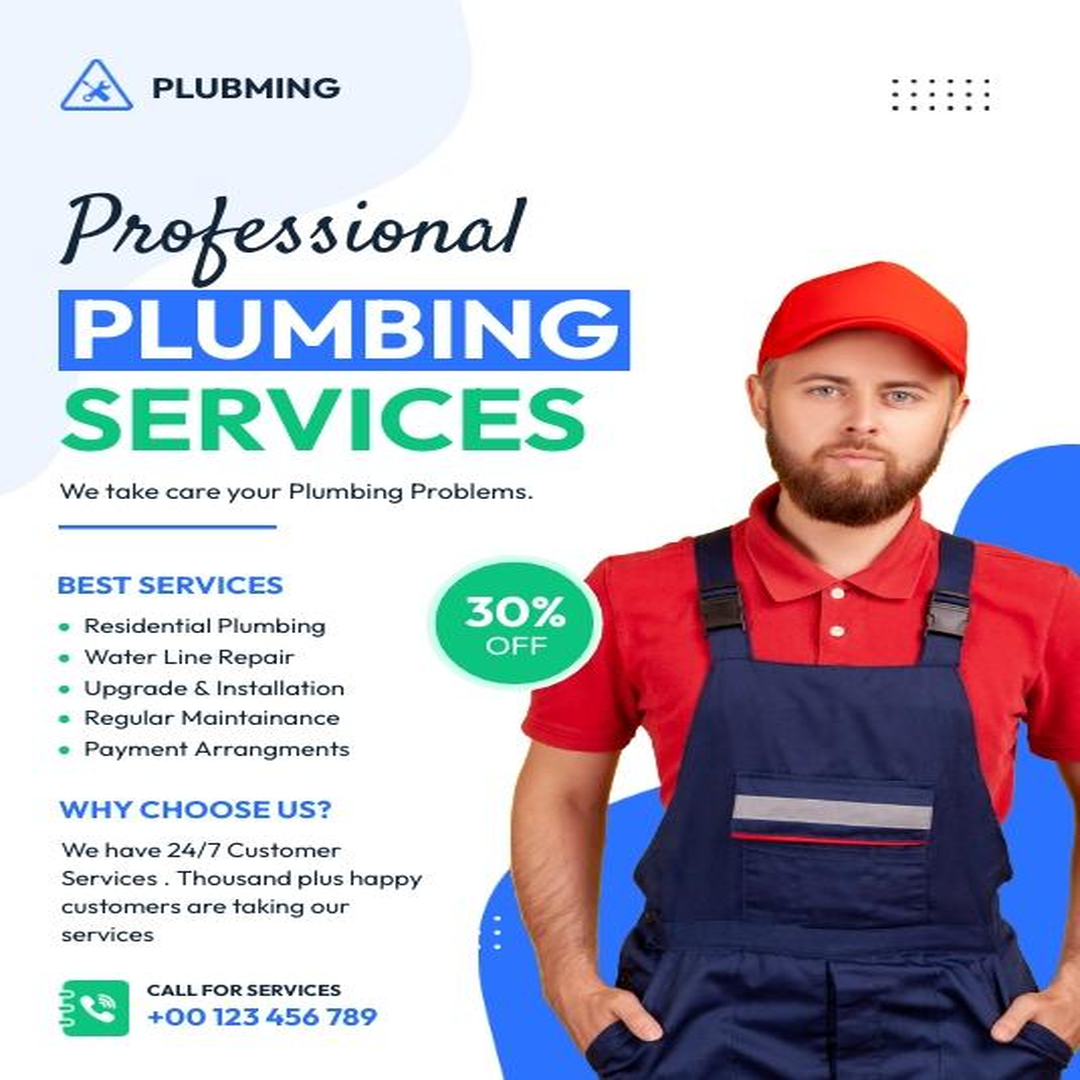 PLUBMING
Professional
PLUMBING
SERVICES
We take care your Plumbing Problems.
BEST SERVICES
Residential Plumbing
Water Line Repair
Upgrade & Installation
Regular Maintainance
Payment Arrangments
30%
OFF
WHY CHOOSE US?
We have 24/7 Customer
Services . Thousand plus happy
customers are taking our
services
CALL FOR SERVICES
+00 123 456 789